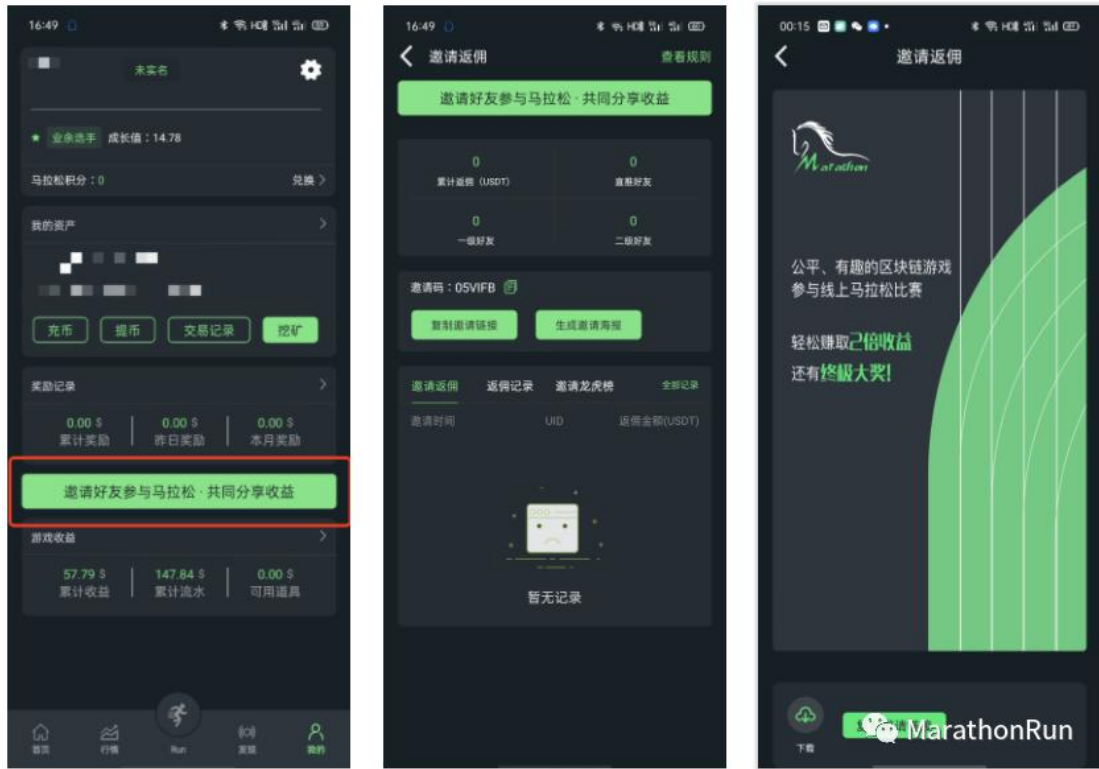 16:49
未实名
业余选手 成长值：14.78
马拉松积分：0 兑换
我的资产
充币 提币 交易记录 挖矿
奖励记录
0.00 $ 0.00 $ 0.00 $
累计奖励 昨日奖励 本月奖励
邀请好友参与马拉松·共同分享收益
游戏收益
57.79 $ 147.84 $ 0.00 $
累计收益 累计流水 可用道具
首页 行情 Run 发现 我的
16:49
邀请返佣 查看规则
邀请好友参与马拉松·共同分享收益
0 0
累计返佣（USDT） 直推好友
0 0
一级好友 二级好友
邀请码：05VIFB
复制邀请链接 生成邀请海报
邀请返佣 返佣记录 邀请龙虎榜 全部记录
邀请时间 UID 返佣金额(USDT)
暂无记录
00:15
邀请返佣
Marathon
公平、有趣的区块链游戏
参与线上马拉松比赛
轻松赚取2倍收益
还有终极大奖!
下载
MarathonRun